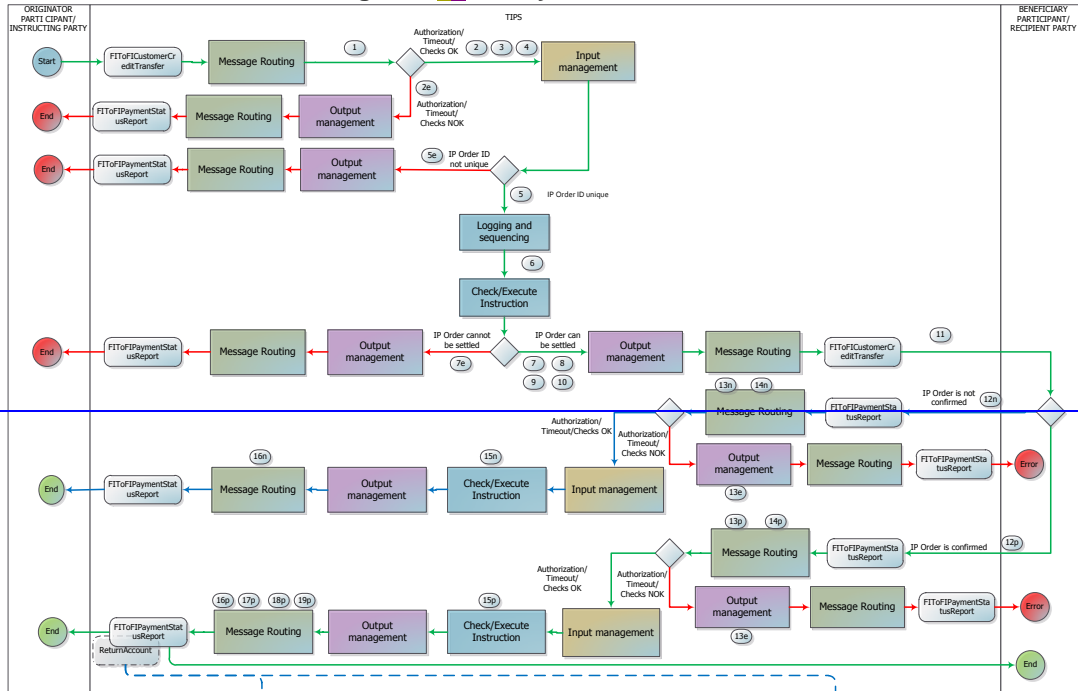 ORIGINATOR
PARTI CIPANT/
INSTRUCTING PARTY
TIPS
BENEFICIARY
PARTICIPANT/
RECIPIENT PARTY
Start
FIToFICustomerCr
editTransfer
Message Routing
1
Authorization/
Timeout/
Checks OK
2
3
4
Input
management
2e
Authorization/
Timeout/
Checks NOK
End
FIToFIPaymentStat
usReport
Message Routing
Output
management
End
FIToFIPaymentStat
usReport
Message Routing
Output
management
5e
IP Order ID
not unique
5
IP Order ID unique
Logging and
sequencing
6
Check/Execute
Instruction
End
FIToFIPaymentStat
usReport
Message Routing
Output
management
IP Order cannot
be settled
7e
IP Order can
be settled
7
8
9
10
Output
management
Message Routing
FIToFICustomerCr
editTransfer
11
13n
14n
Message Routing
FIToFIPaymentSta
tusReport
IP Order is not
confirmed
12n
Authorization/
Timeout/Checks OK
Authorization/
Timeout/
Checks NOK
Output
management
13e
Message Routing
FIToFIPaymentSta
tusReport
Error
End
FIToFIPaymentStat
usReport
16n
Message Routing
Output
management
15n
Check/Execute
Instruction
Input management
13p
14p
Message Routing
FIToFIPaymentSta
tusReport
IP Order is confirmed
12p
Authorization/
Timeout/
Checks OK
Authorization/
Timeout/
Checks NOK
Output
management
13e
Message Routing
FIToFIPaymentSta
tusReport
Error
End
FIToFIPaymentStat
usReport
ReturnAccount
16p
17p
18p
19p
Message Routing
Output
management
15p
Check/Execute
Instruction
Input management
End